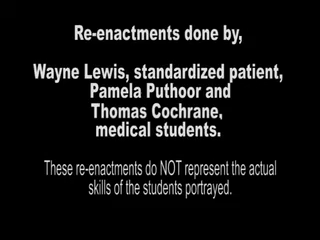 Re-enactments done by,
Wayne Lewis, standardized patient,
Pamela Puthoor and
Thomas Cochrane,
medical students.
These re-enactments do NOT represent the actual
skills of the students portrayed.